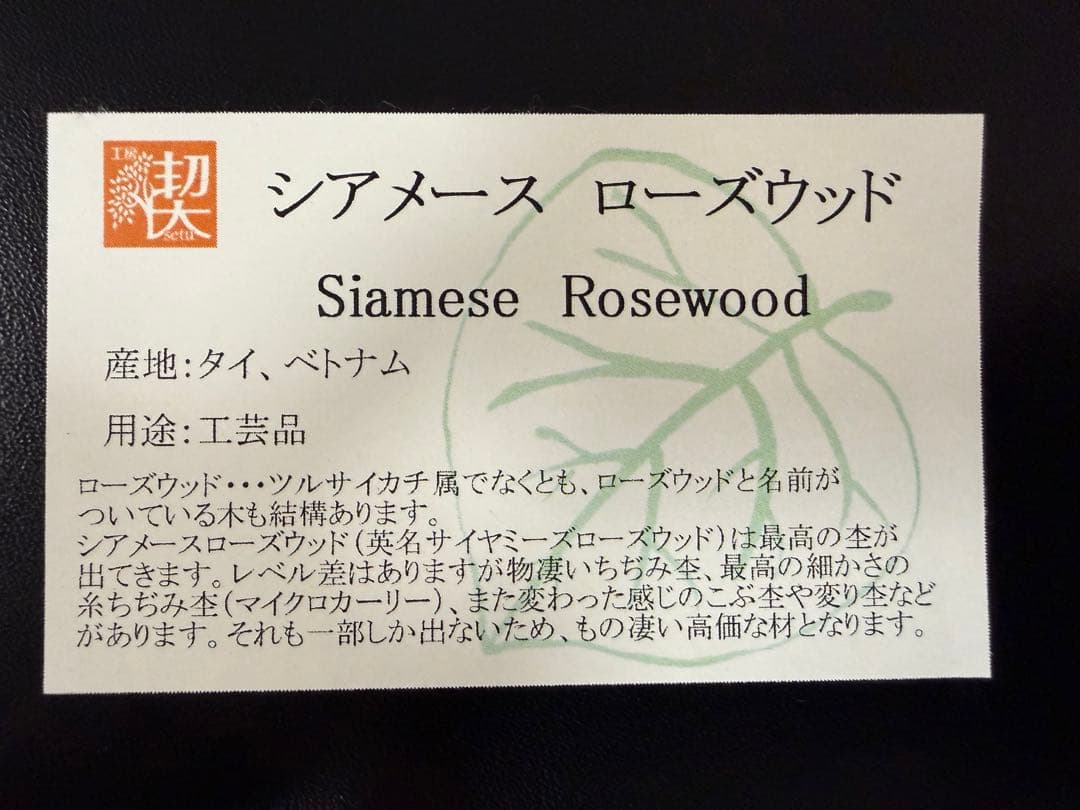 工房
契
setu
シアメース ローズウッド
Siamese Rosewood
産地:タイ、ベトナム
用途:工芸品
ローズウッド・・・ツルサイカチ属でなくとも、ローズウッドと名前が
ついている木も結構あります。
シアメースローズウッド(英名サイヤミーズローズウッド)は最高の杢が
出てきます。レベル差はありますが物凄いちぢみ杢、最高の細かさの
糸ちぢみ杢(マイクロカーリー)、また変わった感じのこぶ杢や変り杢など
があります。それも一部しか出ないため、もの凄い高価な材となります。